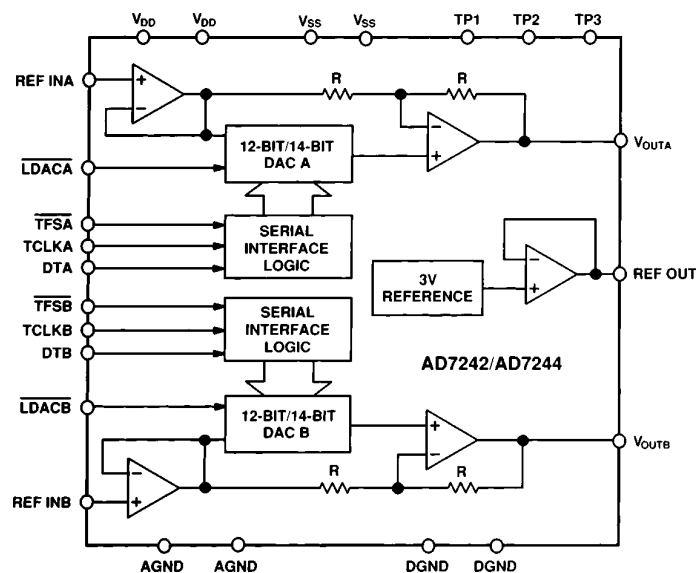 VDD VDD VSS VSS TP1 TP2 TP3
REF INA
R R
12-BIT/14-BIT
DAC A
LDACA
VOUTA
TFSA
TCLKA
DTA
SERIAL
INTERFACE
LOGIC
3V
REFERENCE
REF OUT
TFSB
TCLKB
DTB
SERIAL
INTERFACE
LOGIC
AD7242/AD7244
LDACB
12-BIT/14-BIT
DAC B
VOUTB
R R
REF INB
AGND AGND DGND DGND